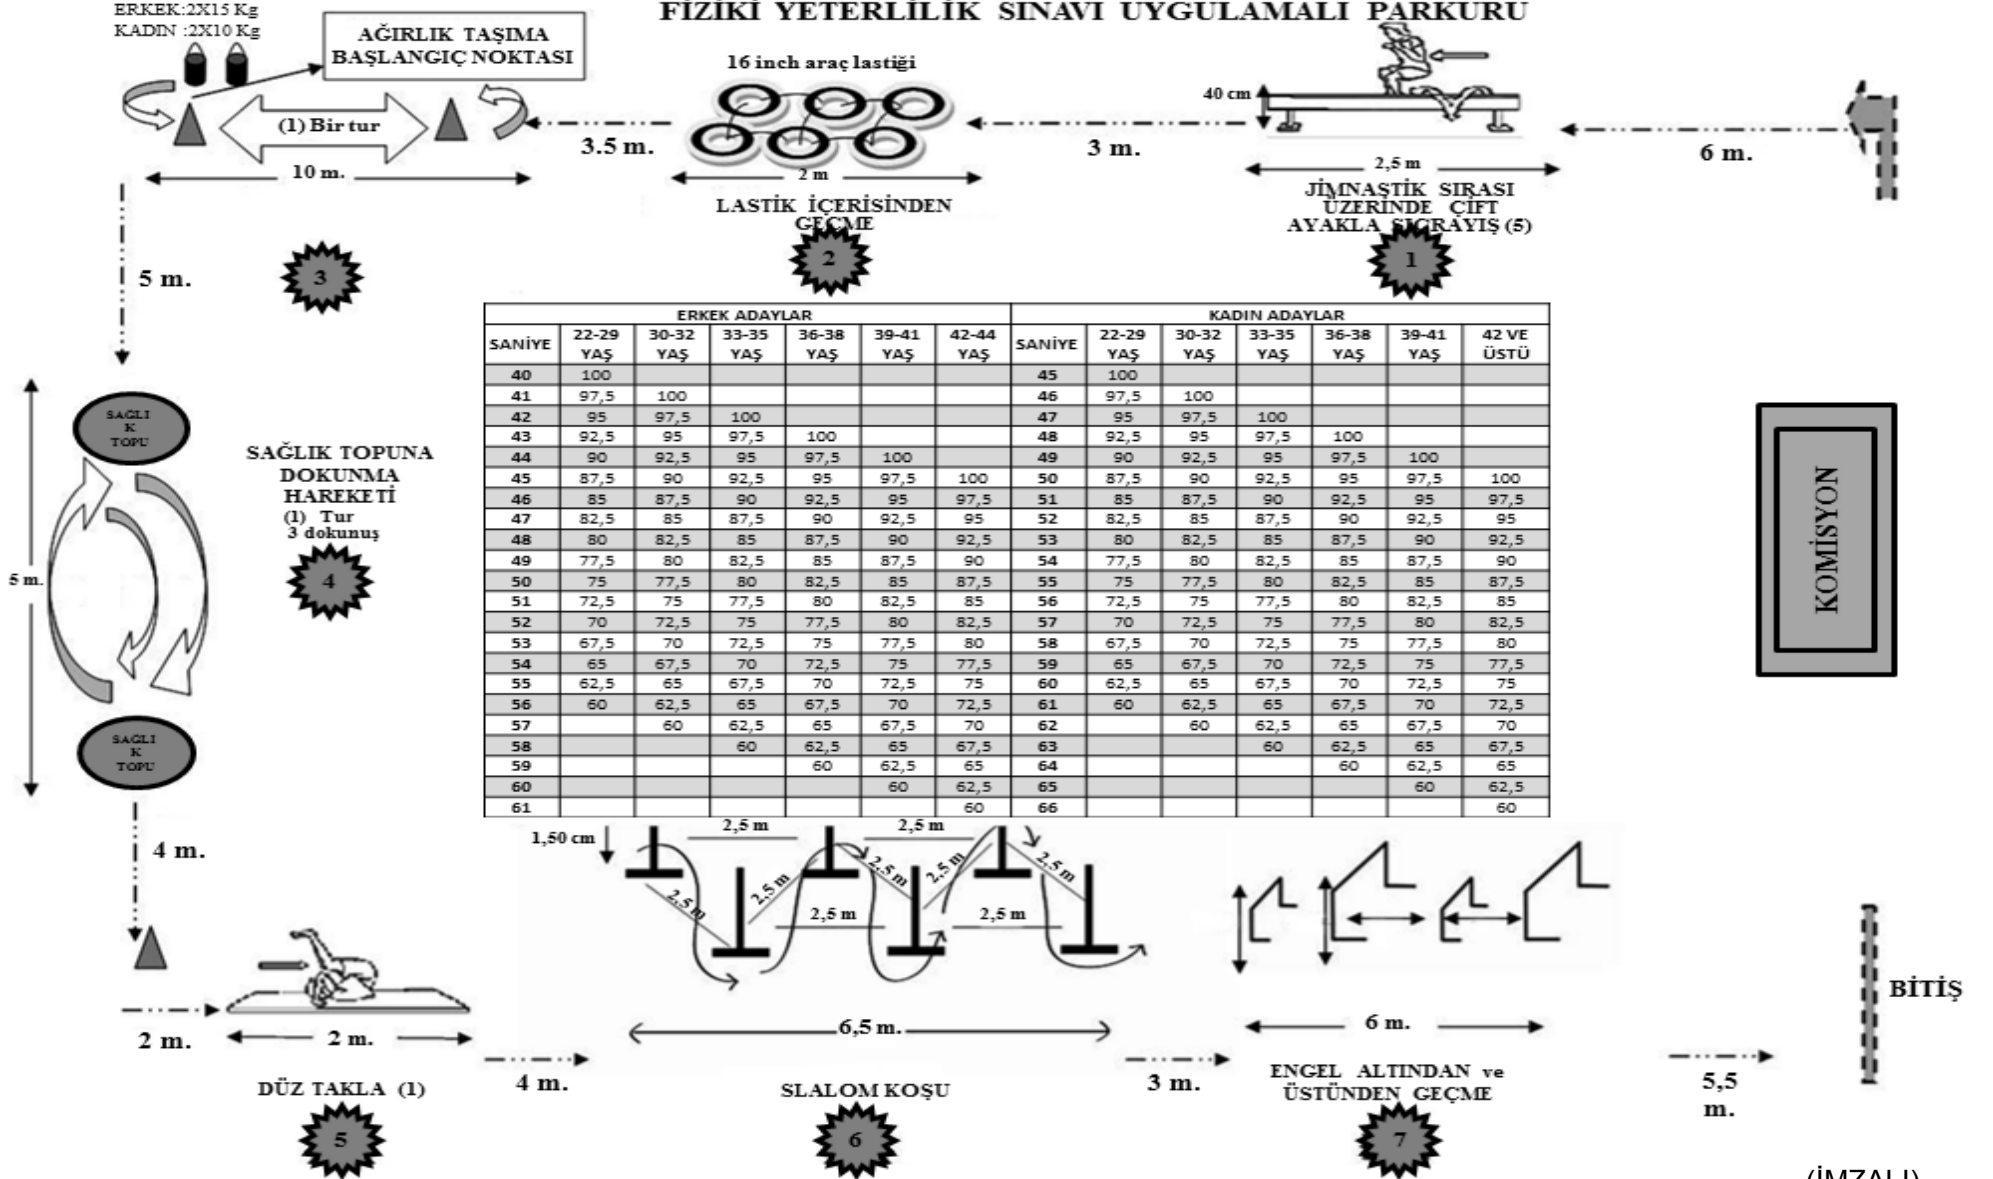 FİZİKİ YETERLİLİK SINAVI UYGULAMALI PARKURU
ERKEK:2X15 Kg
KADIN :2X10 Kg
AĞIRLIK TAŞIMA
BAŞLANGIÇ NOKTASI
(1) Bir tur
10 m.
3.5 m.
16 inch araç lastiği
2 m
LASTİK İÇERİSİNDEN
GEÇME
2
3 m.
40 cm
2,5 m
JİMNAŞTİK SIRASI
ÜZERİNDE ÇİFT
AYAKLA SIÇRAYIŞ (5)
1
6 m.
3
5 m.
SAĞLI
K
TOPU
SAĞLIK TOPUNA
DOKUNMA
HAREKETİ
(1) Tur
3 dokunuş
4
5 m.
SAĞLI
K
TOPU
4 m.
ERKEK ADAYLAR KADIN ADAYLAR
SANİYE 22-29 YAŞ 30-32 YAŞ 33-35 YAŞ 36-38 YAŞ 39-41 YAŞ 42-44 YAŞ SANİYE 22-29 YAŞ 30-32 YAŞ 33-35 YAŞ 36-38 YAŞ 39-41 YAŞ 42 VE ÜSTÜ
40 100 45 100
41 97,5 100 46 97,5 100
42 95 97,5 100 47 95 97,5 100
43 92,5 95 97,5 100 48 92,5 95 97,5 100
44 90 92,5 95 97,5 100 49 90 92,5 95 97,5 100
45 87,5 90 92,5 95 97,5 100 50 87,5 90 92,5 95 97,5 100
46 85 87,5 90 92,5 95 97,5 51 85 87,5 90 92,5 95 97,5
47 82,5 85 87,5 90 92,5 95 52 82,5 85 87,5 90 92,5 95
48 80 82,5 85 87,5 90 92,5 53 80 82,5 85 87,5 90 92,5
49 77,5 80 82,5 85 87,5 90 54 77,5 80 82,5 85 87,5 90
50 75 77,5 80 82,5 85 87,5 55 75 77,5 80 82,5 85 87,5
51 72,5 75 77,5 80 82,5 85 56 72,5 75 77,5 80 82,5 85
52 70 72,5 75 77,5 80 82,5 57 70 72,5 75 77,5 80 82,5
53 67,5 70 72,5 75 77,5 80 58 67,5 70 72,5 75 77,5 80
54 65 67,5 70 72,5 75 77,5 59 65 67,5 70 72,5 75 77,5
55 62,5 65 67,5 70 72,5 75 60 62,5 65 67,5 70 72,5 75
56 60 62,5 65 67,5 70 72,5 61 60 62,5 65 67,5 70 72,5
57 60 62,5 65 67,5 70 62 60 62,5 65 67,5 70
58 60 62,5 65 67,5 63 60 62,5 65 67,5
59 60 62,5 65 64 60 62,5 65
60 60 62,5 65 60 62,5
61 60 66 60
KOMİSYON
2 m.
2 m.
DÜZ TAKLA (1)
5
4 m.
1,50 cm
2,5 m
2,5 m
2,5 m
2,5 m
2,5 m
2,5 m
2,5 m
2,5 m
2,5 m
6,5 m.
SLALOM KOŞU
6
3 m.
6 m.
ENGEL ALTINDAN ve
ÜSTÜNDEN GEÇME
7
5,5
m.
BİTİŞ
(İMZALI)